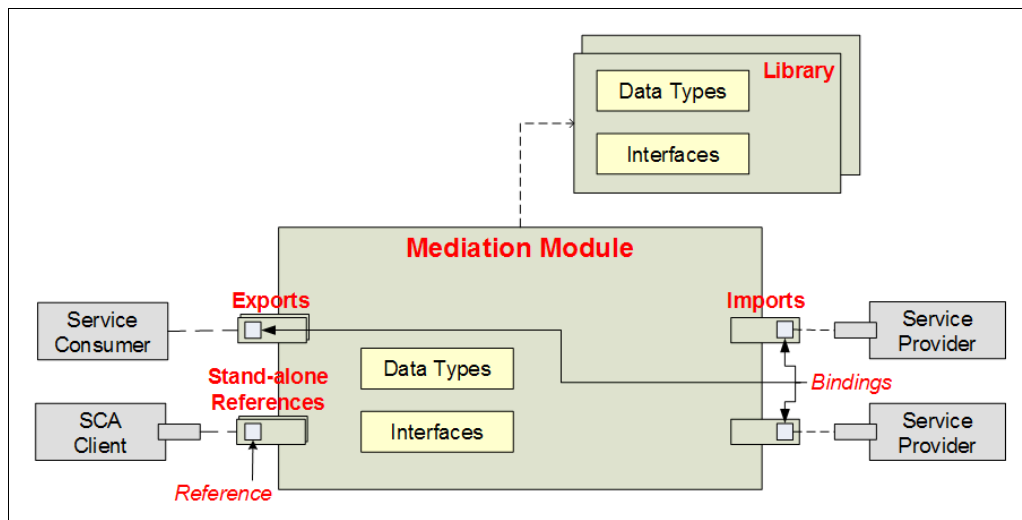 Library
Data Types
Interfaces
Mediation Module
Exports
Imports
Service
Consumer
Service
Provider
Data Types
Bindings
Stand-alone
References
SCA
Client
Interfaces
Service
Provider
Reference